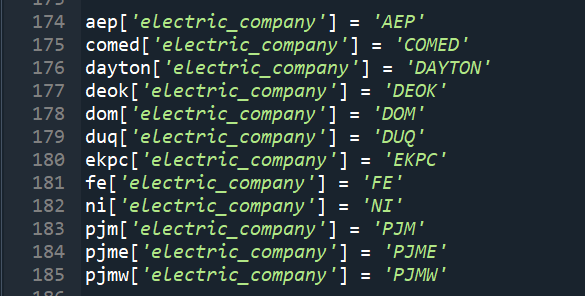 174 aep['electric_company'] = 'AEP'
175 comed['electric_company'] = 'COMED'
176 dayton['electric_company'] = 'DAYTON'
177 deok['electric_company'] = 'DEOK'
178 dom['electric_company'] = 'DOM'
179 duq['electric_company'] = 'DUQ'
180 ekpc['electric_company'] = 'EKPC'
181 fe['electric_company'] = 'FE'
182 ni['electric_company'] = 'NI'
183 pjm['electric_company'] = 'PJM'
184 pjme['electric_company'] = 'PJME'
185 pjmw['electric_company'] = 'PJMW'